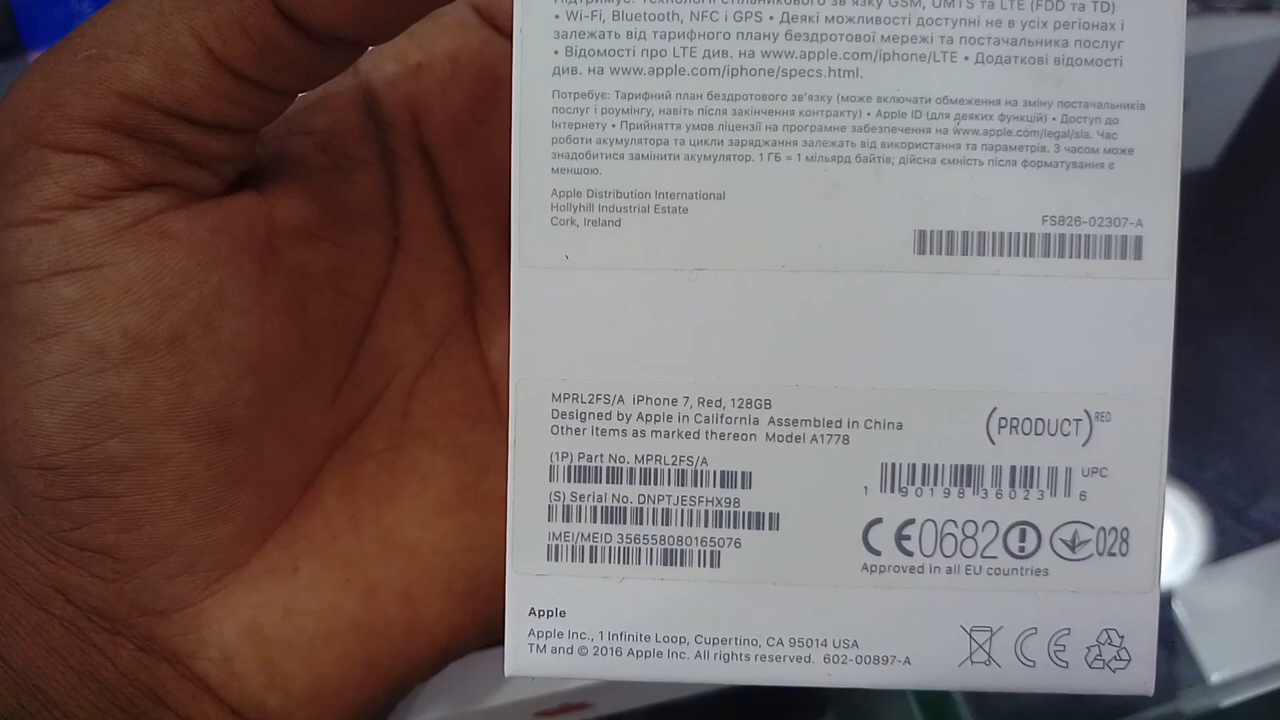 Підтримує: Технології стільникового зв'язку GSM, UMTS та LTE (FDD та TD)
• Wi-Fi, Bluetooth, NFC і GPS • Деякі можливості доступні не в усіх регіонах і
залежать від тарифного плану бездротової мережі та постачальника послуг
• Відомості про LTE див. на www.apple.com/iphone/LTE • Додаткові відомості
див. на www.apple.com/iphone/specs.html.
Потребує: Тарифний план бездротового зв'язку (може включати обмеження на зміну постачальників
послуг і роумінгу, навіть після закінчення контракту) • Apple ID (для деяких функцій) • Доступ до
Інтернету • Прийняття умов ліцензії на програмне забезпечення на www.apple.com/legal/sla. Час
роботи акумулятора та цикли заряджання залежать від використання та параметрів. З часом може
знадобитися замінити акумулятор. 1 ГБ = 1 мільярд байтів; дійсна ємність після форматування є
меншою.
Apple Distribution International
Hollyhill Industrial Estate
Cork, Ireland
FS826-02307-A
MPRL2FS/A iPhone 7, Red, 128GB
Designed by Apple in California Assembled in China
Other items as marked thereon Model A1778
(PRODUCT)RED
(1P) Part No. MPRL2FS/A
(S) Serial No. DNPTJESFHX98
IMEI/MEID 356558080165076
UPC
1 90198 36023 6
CE0682 028
Approved in all EU countries
Apple
Apple Inc., 1 Infinite Loop, Cupertino, CA 95014 USA
TM and © 2016 Apple Inc. All rights reserved. 602-00897-A
CE